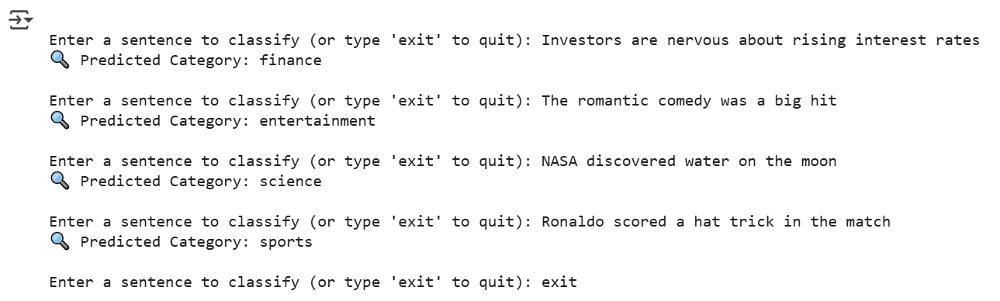 Enter a sentence to classify (or type 'exit' to quit): Investors are nervous about rising interest rates
🔍 Predicted Category: finance
Enter a sentence to classify (or type 'exit' to quit): The romantic comedy was a big hit
🔍 Predicted Category: entertainment
Enter a sentence to classify (or type 'exit' to quit): NASA discovered water on the moon
🔍 Predicted Category: science
Enter a sentence to classify (or type 'exit' to quit): Ronaldo scored a hat trick in the match
🔍 Predicted Category: sports
Enter a sentence to classify (or type 'exit' to quit): exit